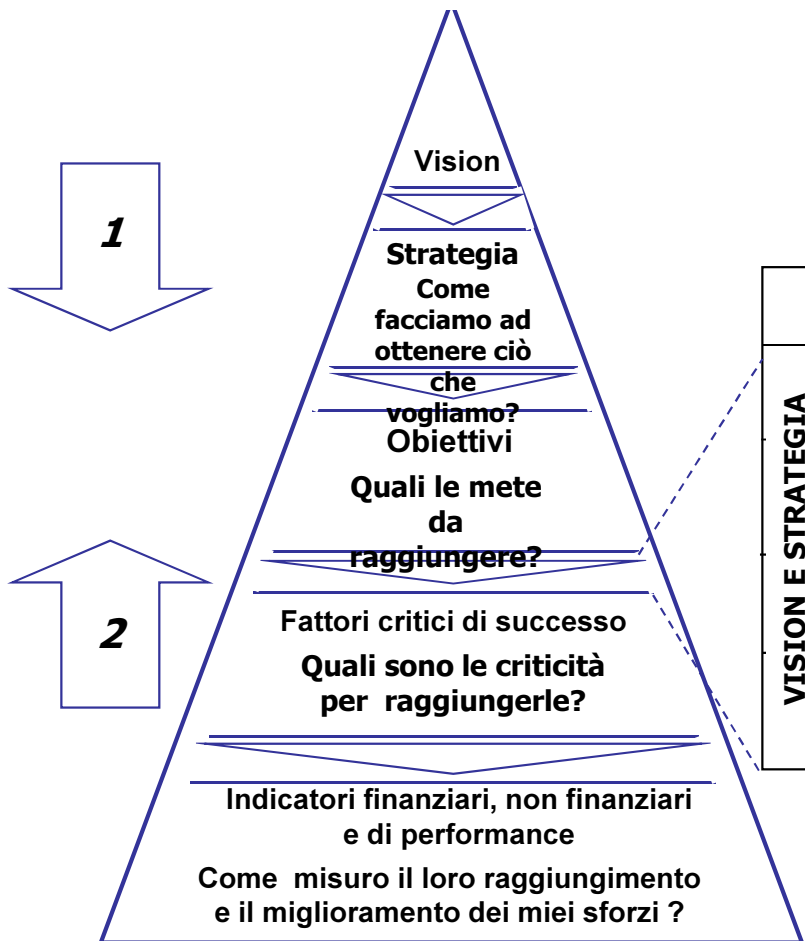 Vision
1
Strategia
Come
facciamo ad
ottenere ciò
che
vogliamo?
Obiettivi
Quali le mete
da
raggiungere?
2
Fattori critici di successo
Quali sono le criticità
per raggiungerle?
Indicatori finanziari, non finanziari
e di performance
Come misuro il loro raggiungimento
e il miglioramento dei miei sforzi ?
VISION E STRATEGIA